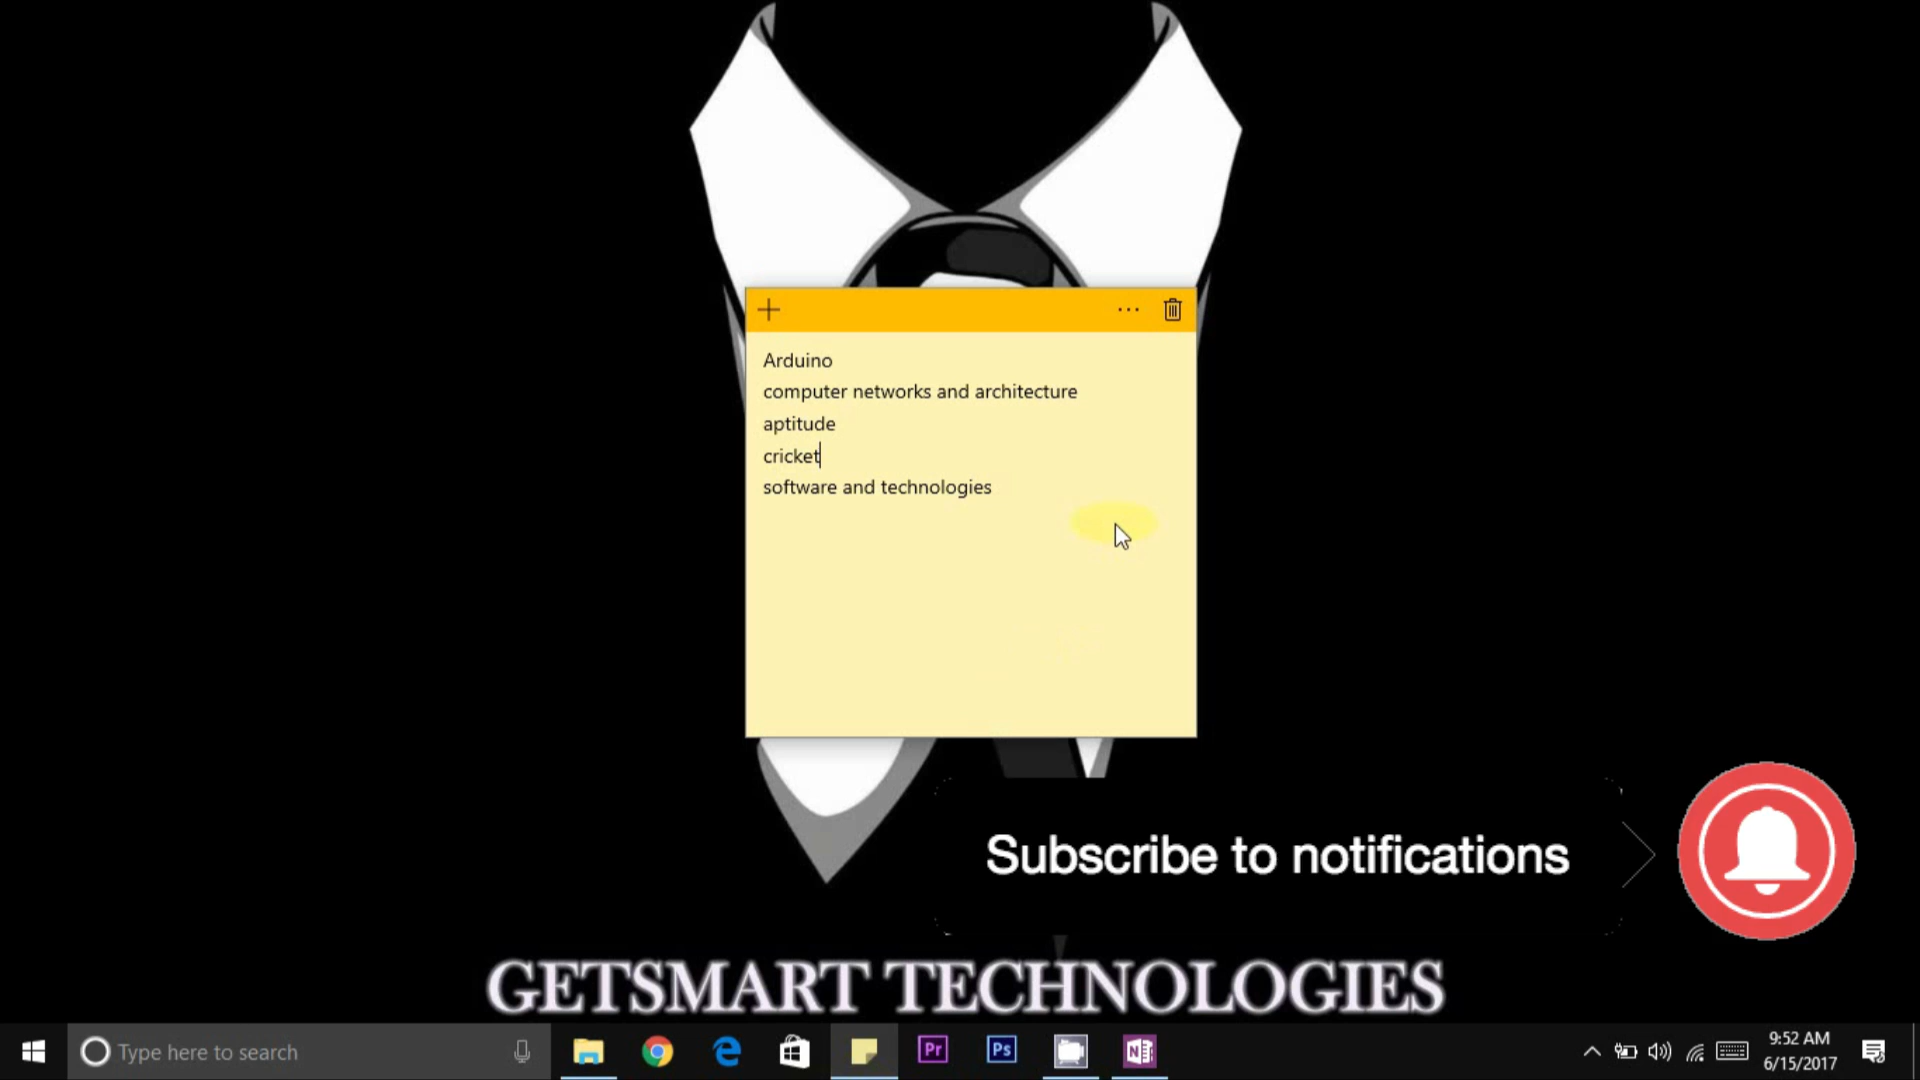 Arduino
computer networks and architecture
aptitude
cricket
software and technologies
Subscribe to notifications
GETSMART TECHNOLOGIES
Type here to search
Pr
Ps
N
9:52 AM
6/15/2017